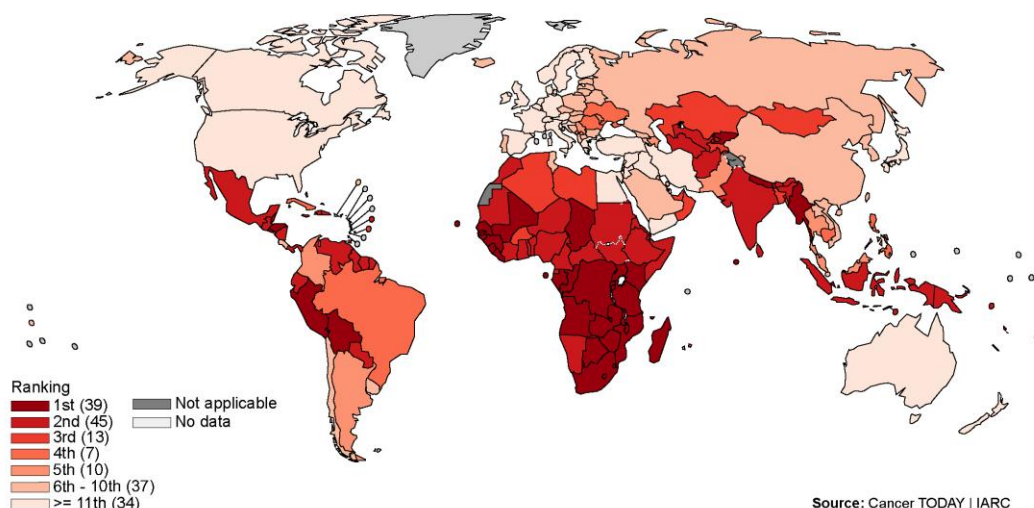 Ranking
1st (39)
2nd (45)
3rd (13)
4th (7)
5th (10)
6th - 10th (37)
>= 11th (34)
Not applicable
No data
Source: Cancer TODAY | IARC